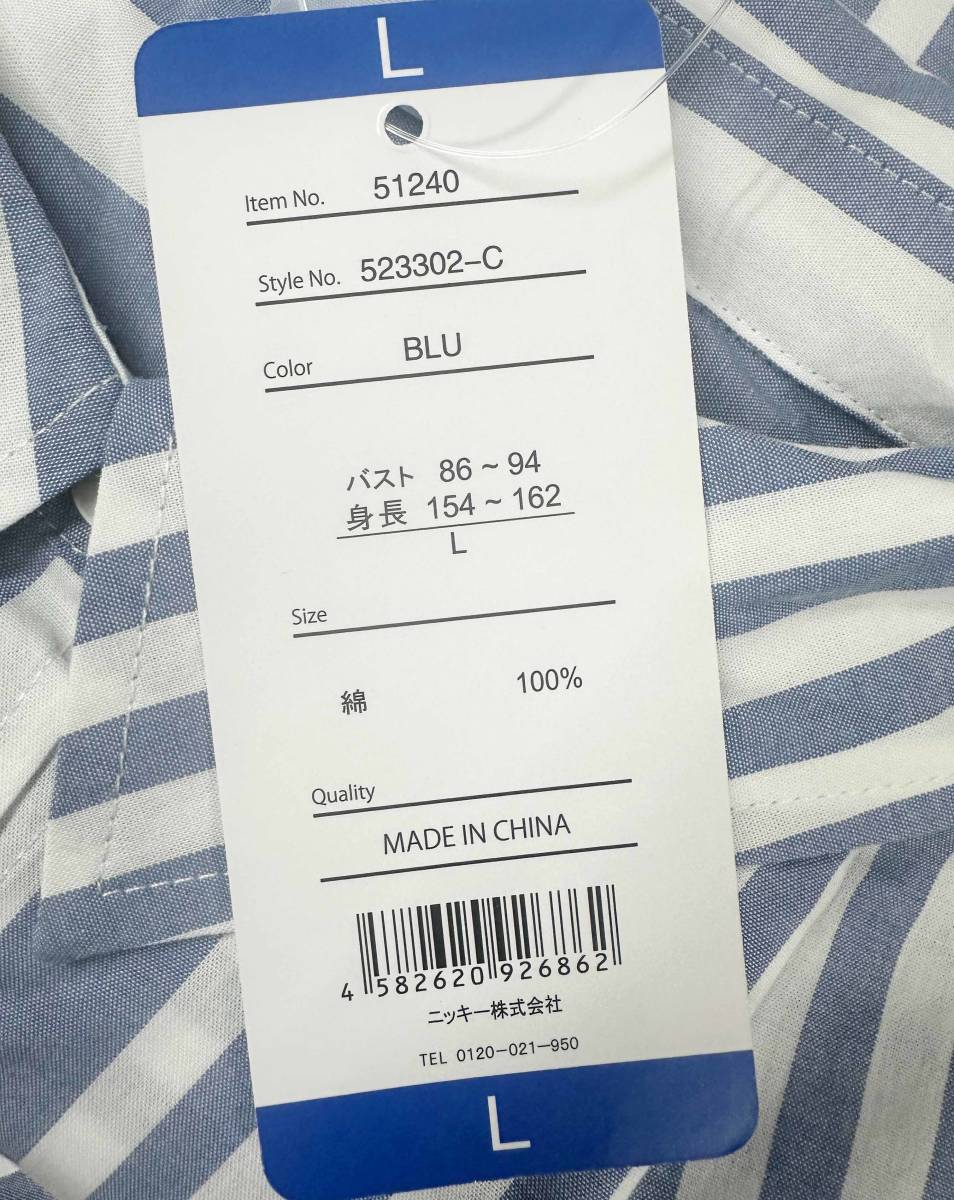 L
Item No. 51240
Style No. 523302-C
Color BLU
バスト 86 ~ 94
身長 154 ~ 162
L
Size
綿 100%
Quality
MADE IN CHINA
4 582620 926862
ニッキー株式会社
TEL 0120-021-950
L